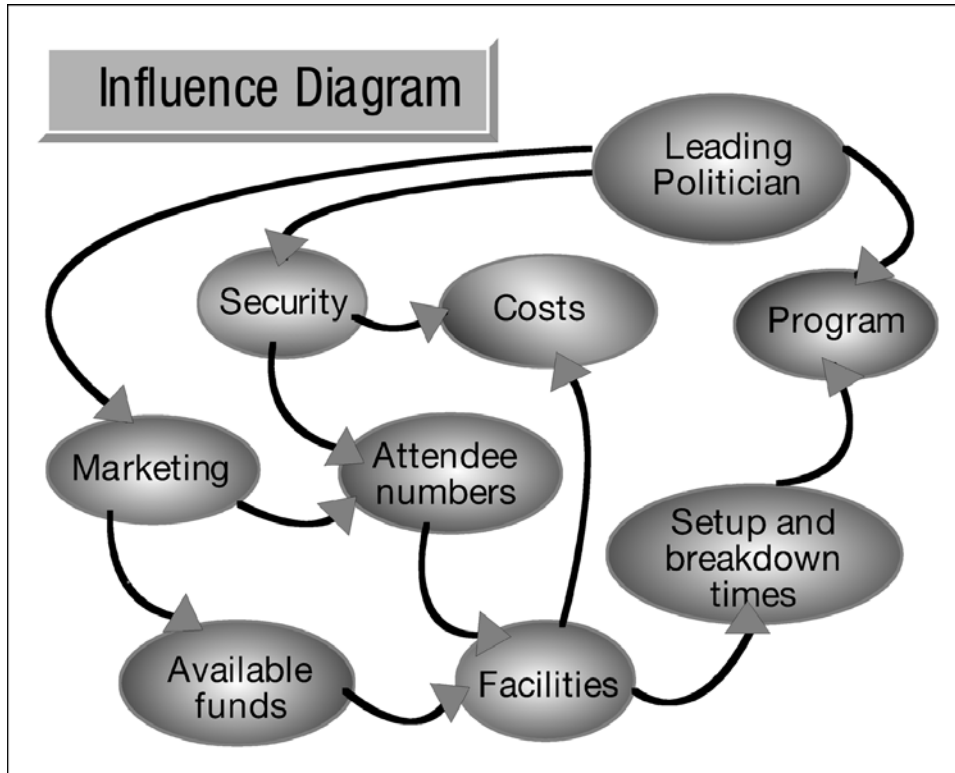 Influence Diagram
Leading
Politician
Security
Costs
Program
Marketing
Attendee
numbers
Setup and
breakdown
times
Available
funds
Facilities